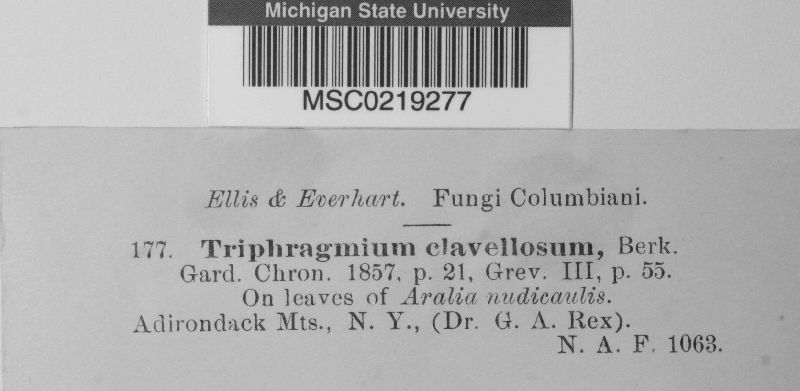 Michigan State University
MSC0219277
Ellis & Everhart. Fungi Columbiani.
177. Triphragmium clavellosum, Berk.
Gard. Chron. 1857, p. 21, Grev. III, p. 55.
On leaves of Aralia nudicaulis.
Adirondack Mts., N. Y., (Dr. G. A. Rex).
N. A. F. 1063.